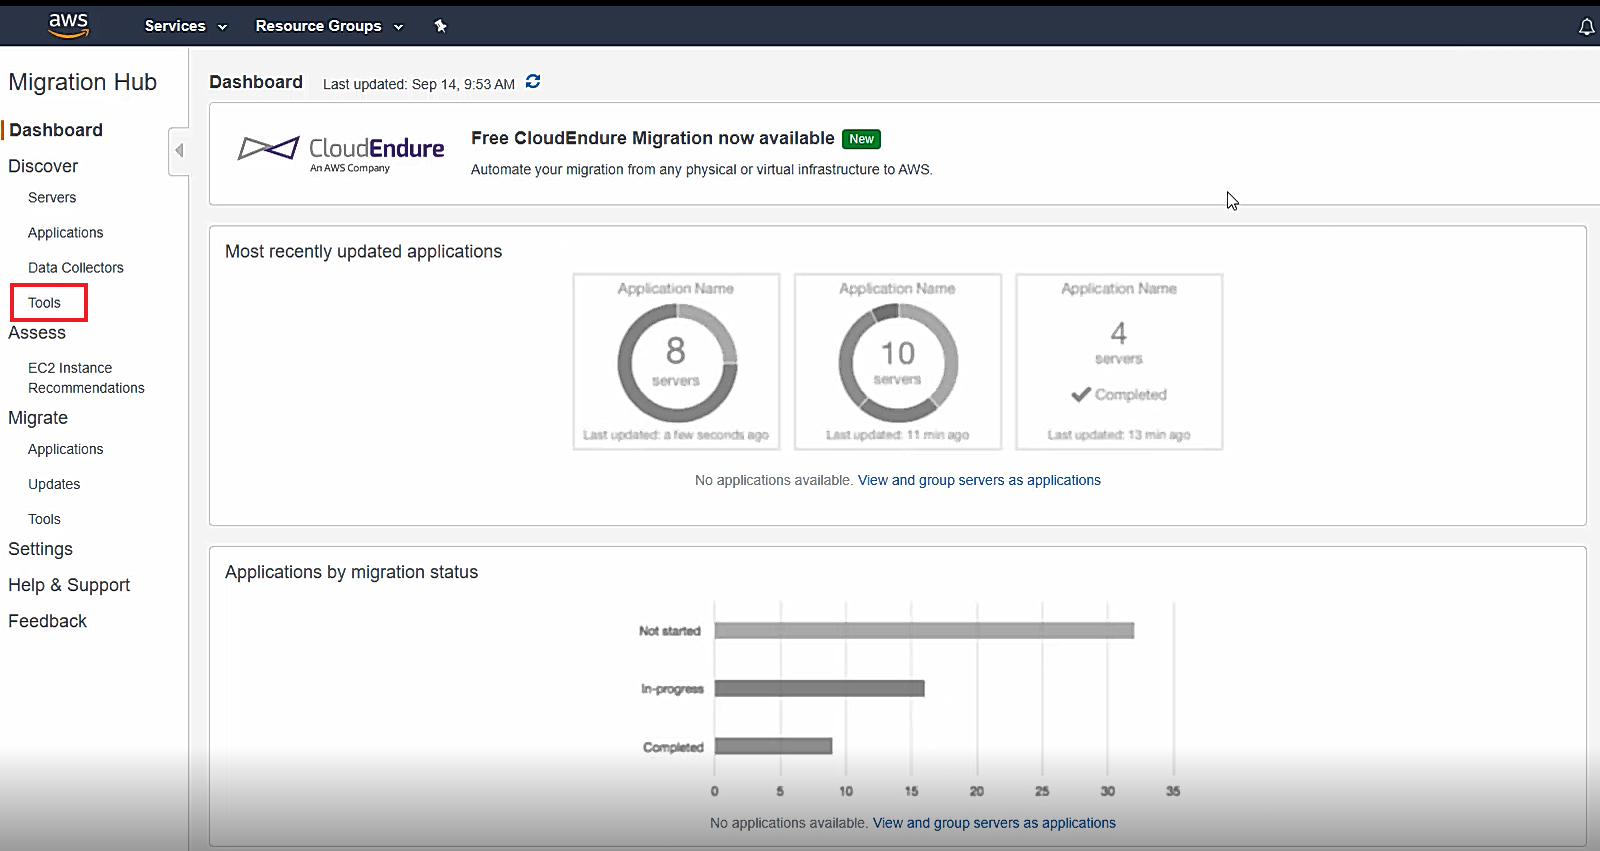 aws
Services
Resource Groups
Migration Hub
Dashboard
Discover
Servers
Applications
Data Collectors
Tools
Assess
EC2 Instance
Recommendations
Migrate
Applications
Updates
Tools
Settings
Help & Support
Feedback
Dashboard
Last updated: Sep 14, 9:53 AM
CloudEndure
An AWS Company
Free CloudEndure Migration now available
New
Automate your migration from any physical or virtual infrastructure to AWS.
Most recently updated applications
Application Name
8
servers
Last updated: a few seconds ago
Application Name
10
servers
Last updated: 11 min ago
Application Name
4
servers
Completed
Last updated: 13 min ago
No applications available. View and group servers as applications
Applications by migration status
Not started
In-progress
Completed
0 5 10 15 20 25 30 35
No applications available. View and group servers as applications